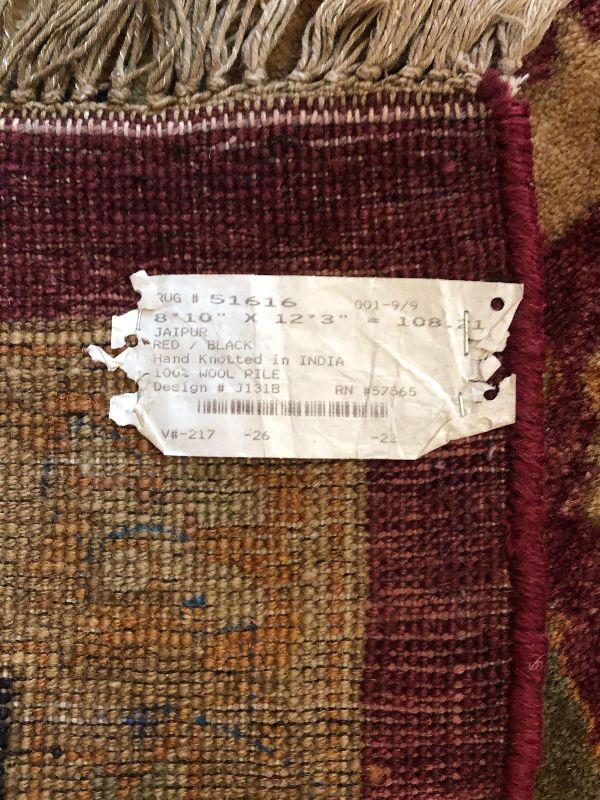 RUG # 51616 001-9/9
8'10" X 12'3" = 108.21
JAIPUR
RED / BLACK
Hand Knotted in INDIA
100% WOOL PILE
Design # J131B RN #57565
V#-217 -26 -22